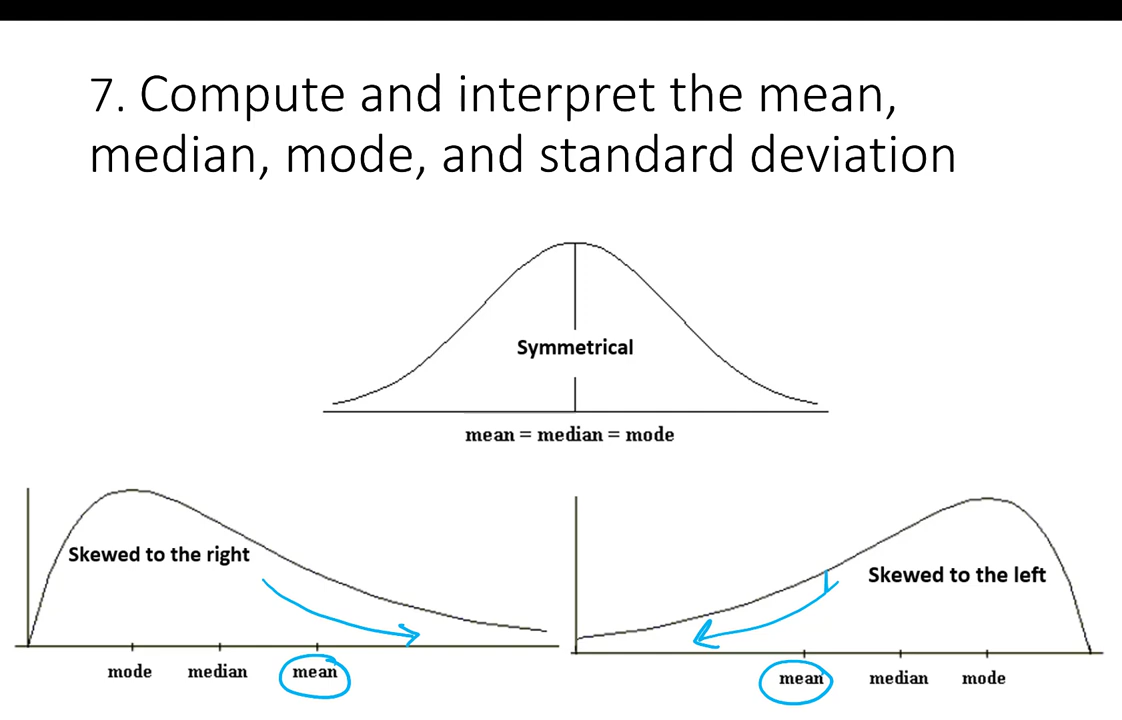 7. Compute and interpret the mean,
median, mode, and standard deviation
Symmetrical
mean = median = mode
Skewed to the right
mode median mean
Skewed to the left
mean median mode